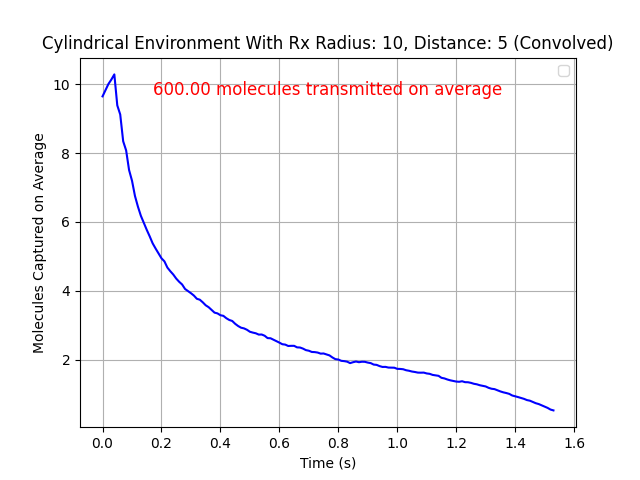 Cylindrical Environment With Rx Radius: 10, Distance: 5 (Convolved)
600.00 molecules transmitted on average
Molecules Captured on Average
10
8
6
4
2
0.0 0.2 0.4 0.6 0.8 1.0 1.2 1.4 1.6
Time (s)